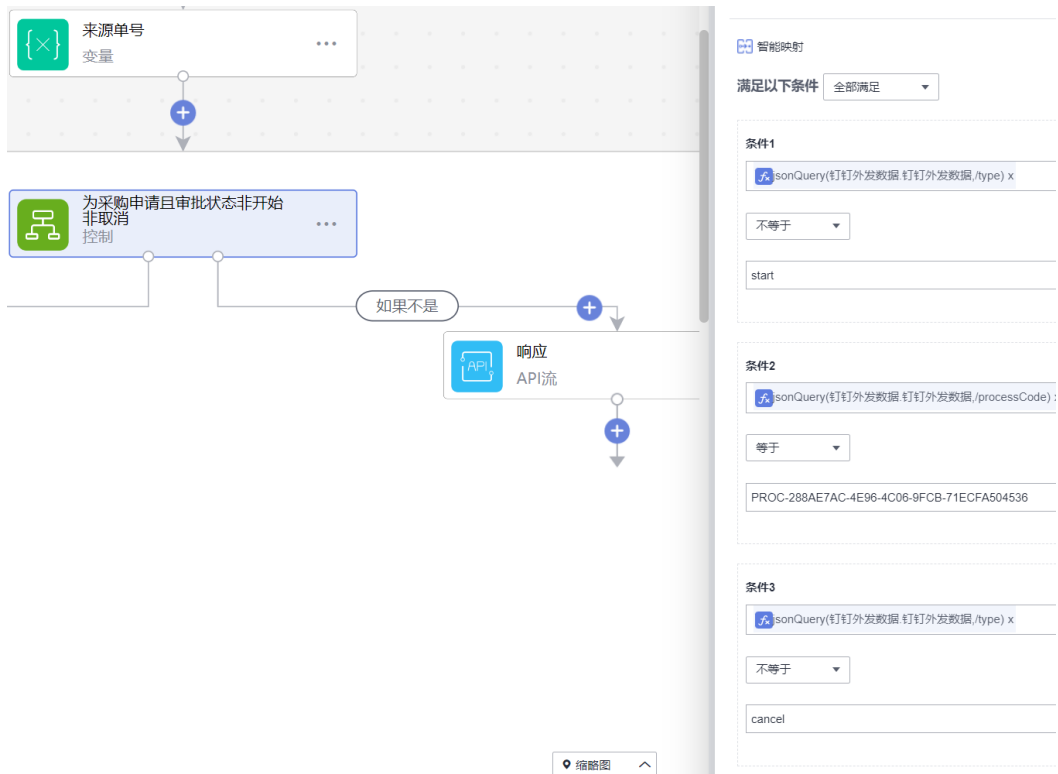 来源单号
变量
为采购申请且审批状态非开始
非取消
控制
如果不是
API
响应
API流
缩略图
智能映射
满足以下条件 全部满足
条件1
fx jsonQuery(钉钉外发数据.钉钉外发数据,/type) x
不等于
start
条件2
fx jsonQuery(钉钉外发数据.钉钉外发数据,/processCode) x
等于
PROC-288AE7AC-4E96-4C06-9FCB-71ECFA504536
条件3
fx jsonQuery(钉钉外发数据.钉钉外发数据,/type) x
不等于
cancel